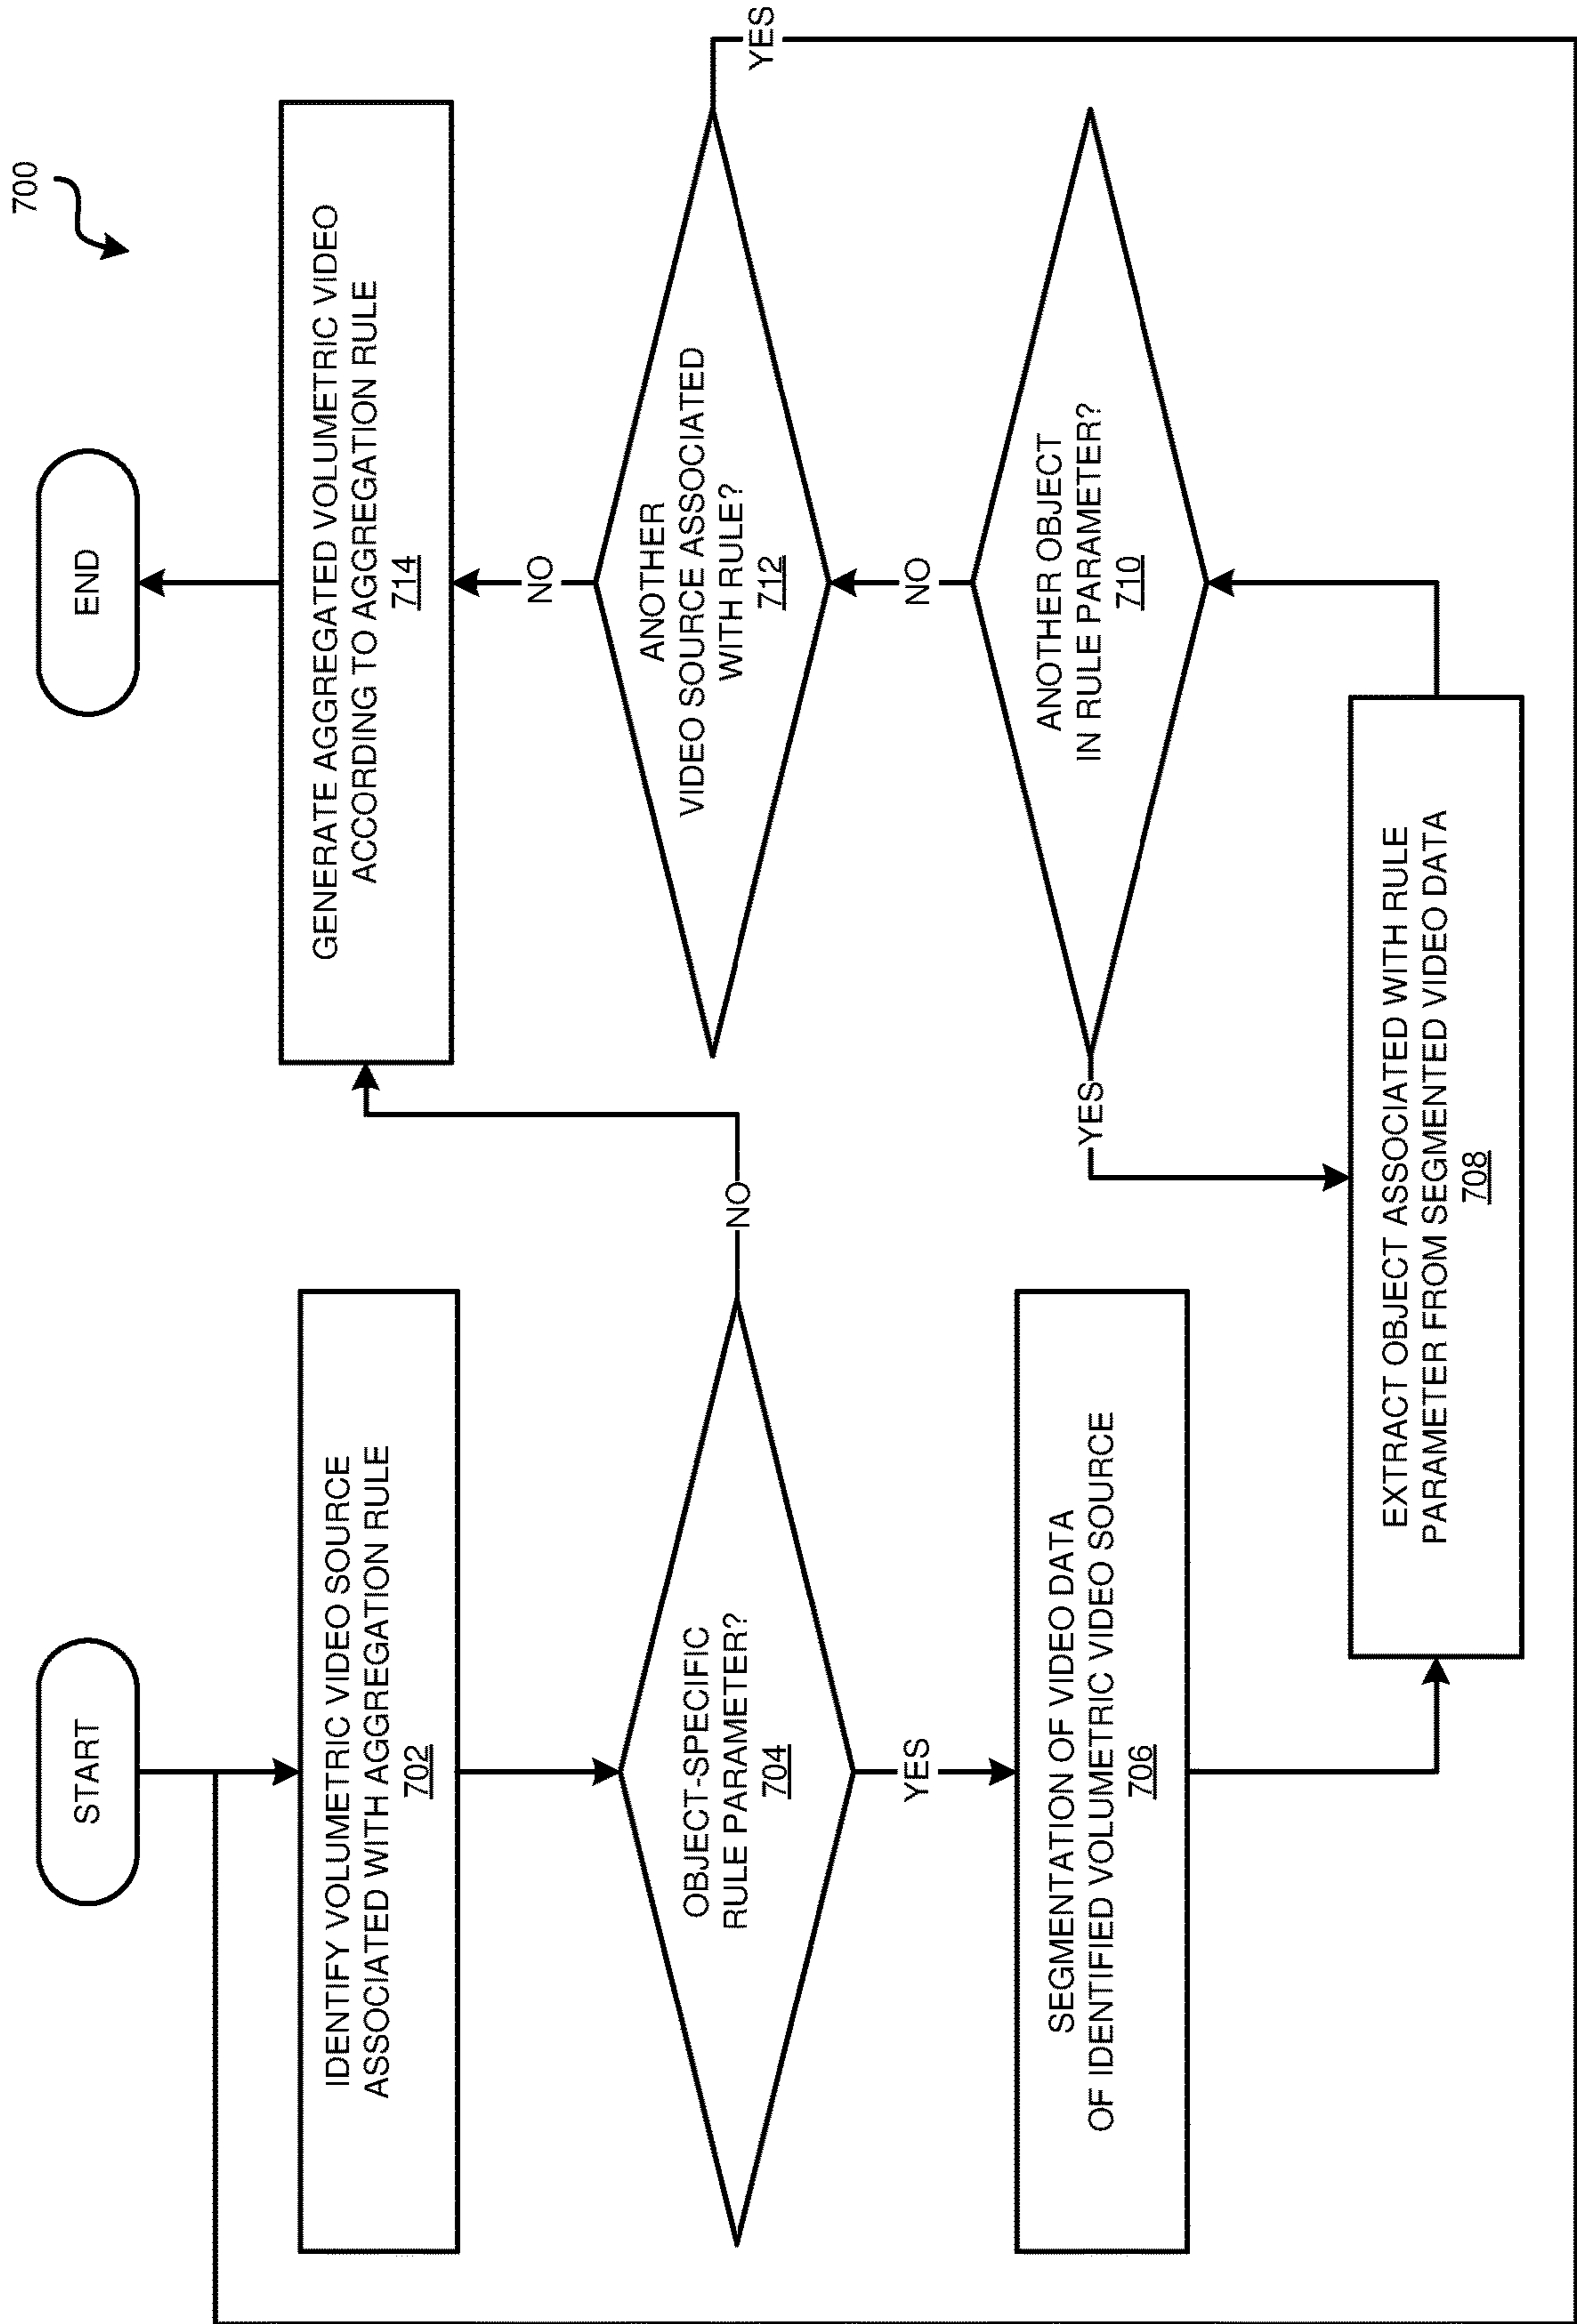 700
START
IDENTIFY VOLUMETRIC VIDEO SOURCE
ASSOCIATED WITH AGGREGATION RULE
702
OBJECT-SPECIFIC
RULE PARAMETER?
704
NO
YES
SEGMENTATION OF VIDEO DATA
OF IDENTIFIED VOLUMETRIC VIDEO SOURCE
706
EXTRACT OBJECT ASSOCIATED WITH RULE
PARAMETER FROM SEGMENTED VIDEO DATA
708
YES
ANOTHER OBJECT
IN RULE PARAMETER?
710
NO
ANOTHER
VIDEO SOURCE ASSOCIATED
WITH RULE?
712
YES
NO
GENERATE AGGREGATED VOLUMETRIC VIDEO
ACCORDING TO AGGREGATION RULE
714
END